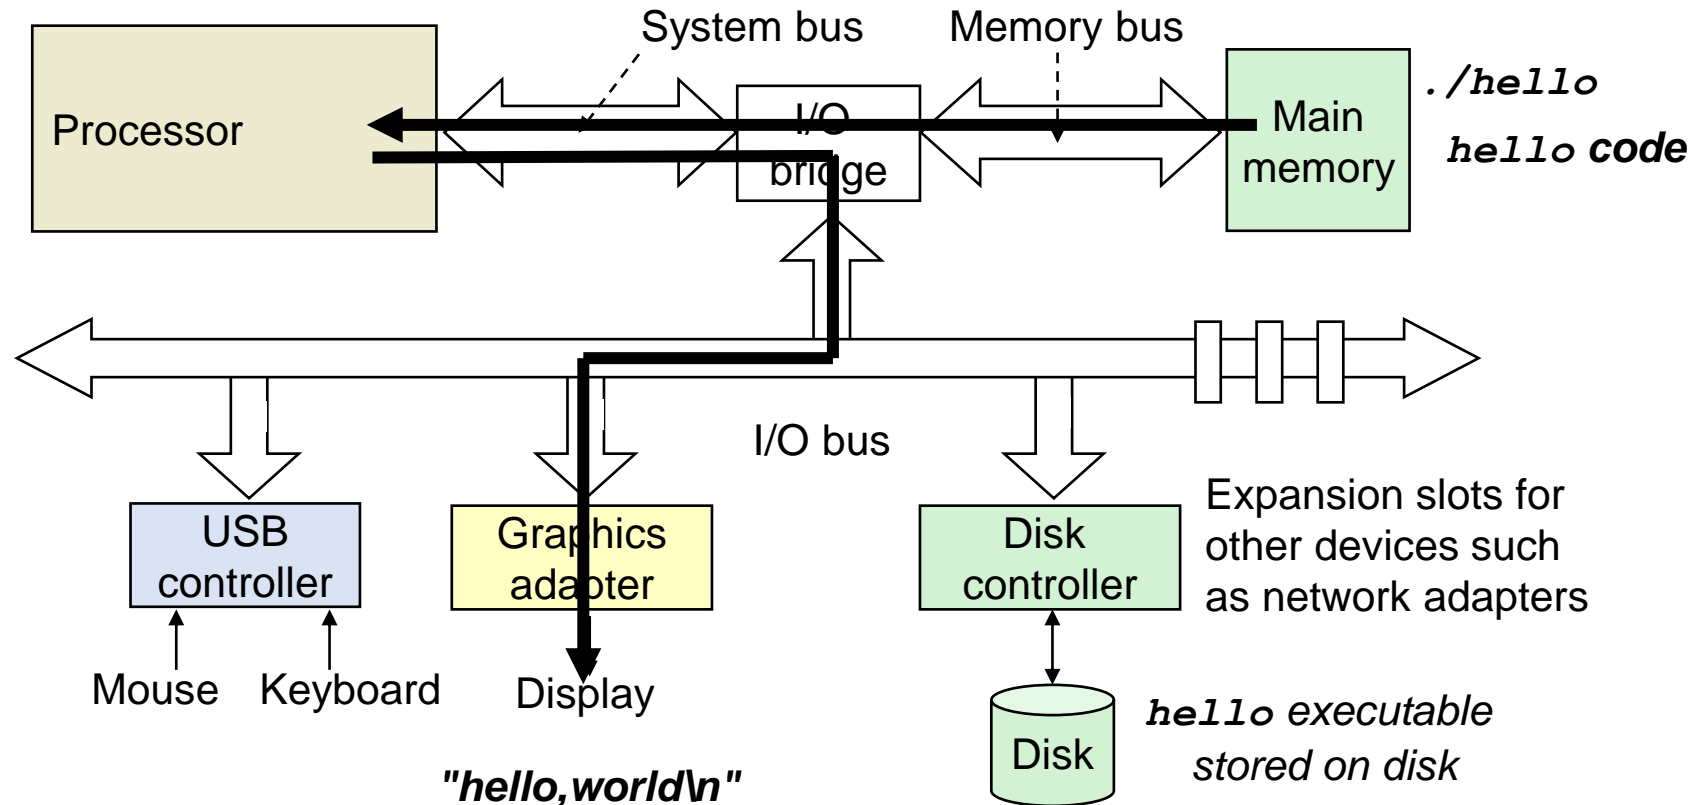 System bus
Memory bus
Processor
I/O
bridge
Main
memory
./hello
hello code
I/O bus
USB
controller
Graphics
adapter
Disk
controller
Expansion slots for
other devices such
as network adapters
Mouse
Keyboard
Display
Disk
hello executable
stored on disk
"hello,world\n"